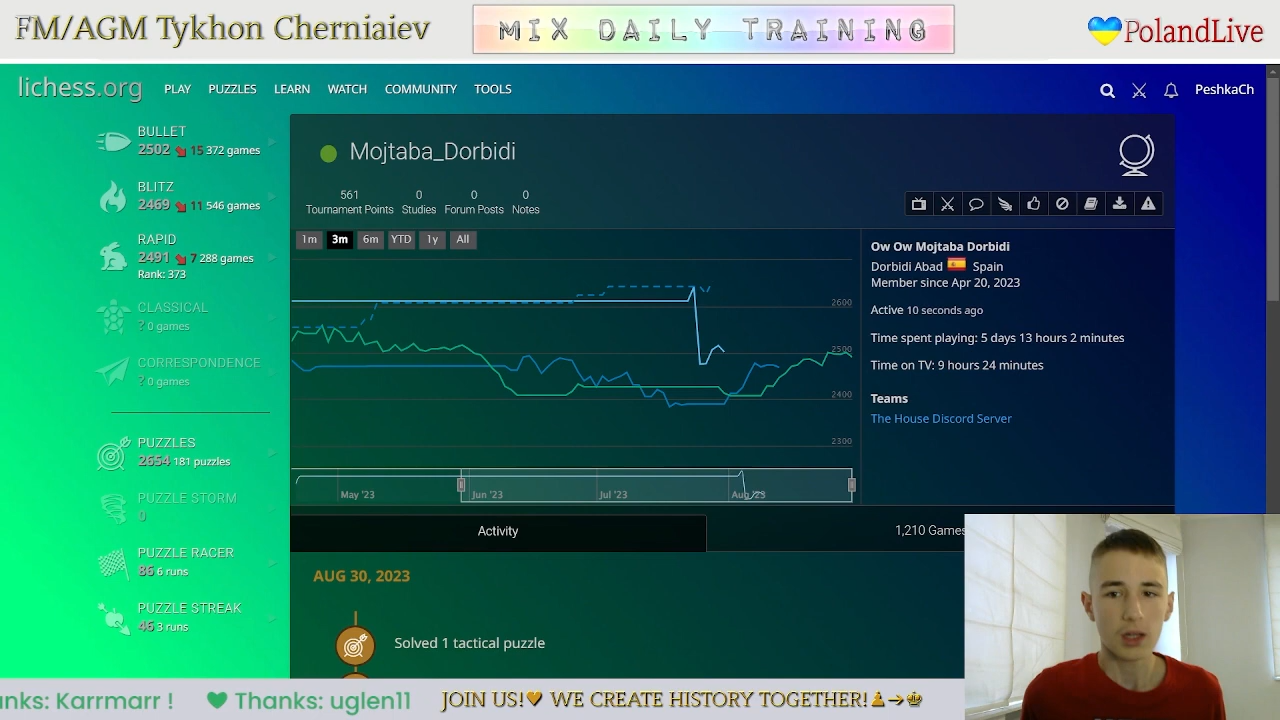 FM/AGM Tykhon Cherniaiev
MIX DAILY TRAINING
PolandLive
lichess.org
PLAY PUZZLES LEARN WATCH COMMUNITY TOOLS
PeshkaCh
BULLET
2502 15 372 games
BLITZ
2469 11 546 games
RAPID
2491 7 288 games
Rank: 373
CLASSICAL
? 0 games
CORRESPONDENCE
? 0 games
PUZZLES
2654 181 puzzles
PUZZLE STORM
0
PUZZLE RACER
86 6 runs
PUZZLE STREAK
46 3 runs
Mojtaba_Dorbidi
561 0 0 0
Tournament Points Studies Forum Posts Notes
1m 3m 6m YTD 1y All
2600
2500
2400
2300
May '23 Jun '23 Jul '23 Aug '23
Ow Ow Mojtaba Dorbidi
Dorbidi Abad Spain
Member since Apr 20, 2023
Active 10 seconds ago
Time spent playing: 5 days 13 hours 2 minutes
Time on TV: 9 hours 24 minutes
Teams
The House Discord Server
Activity
1,210 Games
AUG 30, 2023
Solved 1 tactical puzzle
anks: Karrmarr ! Thanks: uglen11
JOIN US! WE CREATE HISTORY TOGETHER!